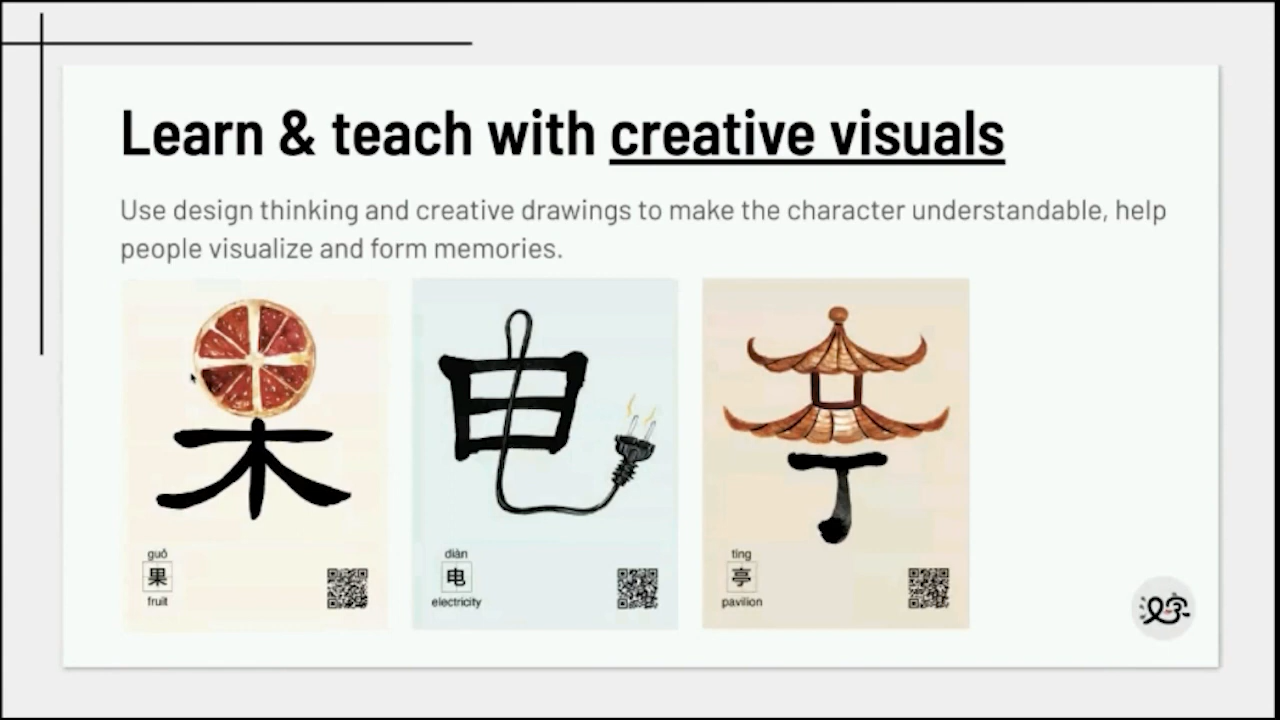 Learn & teach with creative visuals
Use design thinking and creative drawings to make the character understandable, help
people visualize and form memories.
guǒ
果
fruit
diàn
电
electricity
tíng
亭
pavilion